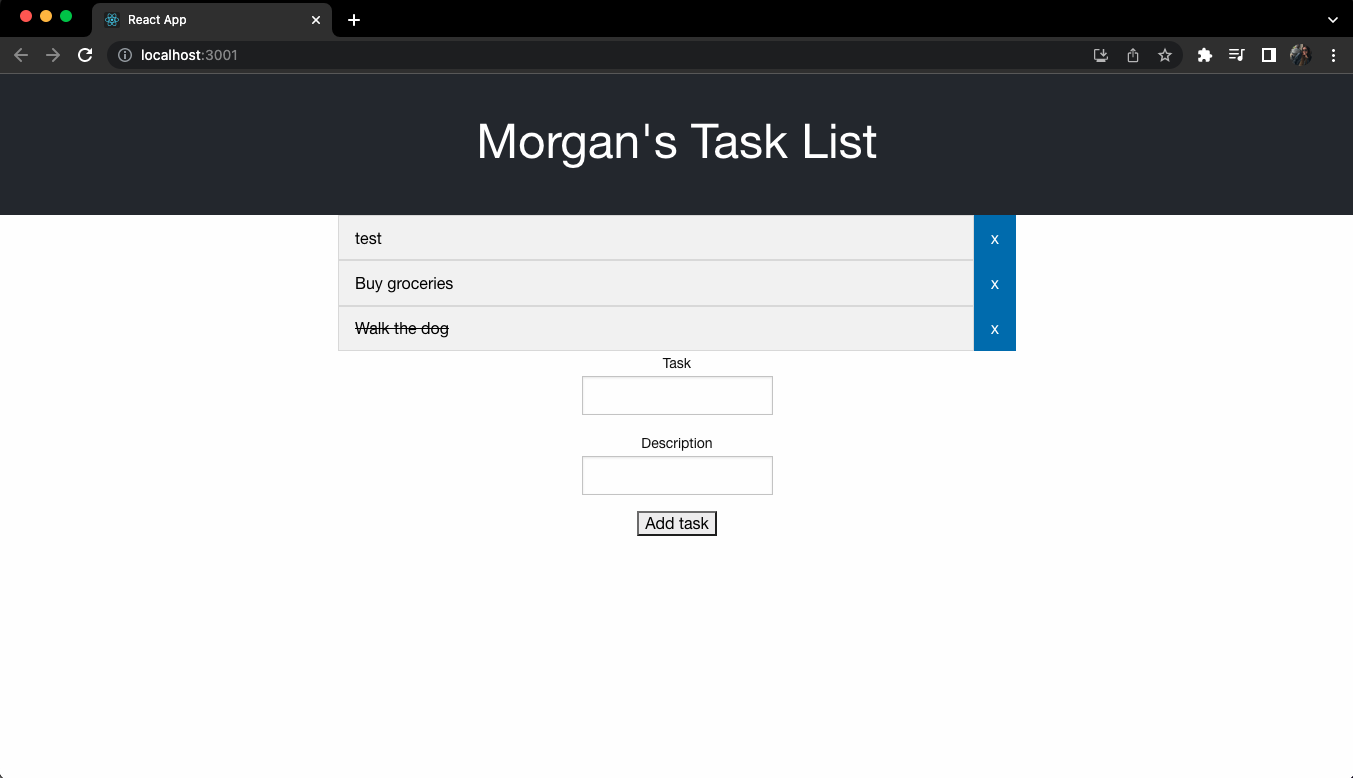 React App
localhost:3001
Morgan's Task List
test x
Buy groceries x
Walk the dog x
Task
Description
Add task